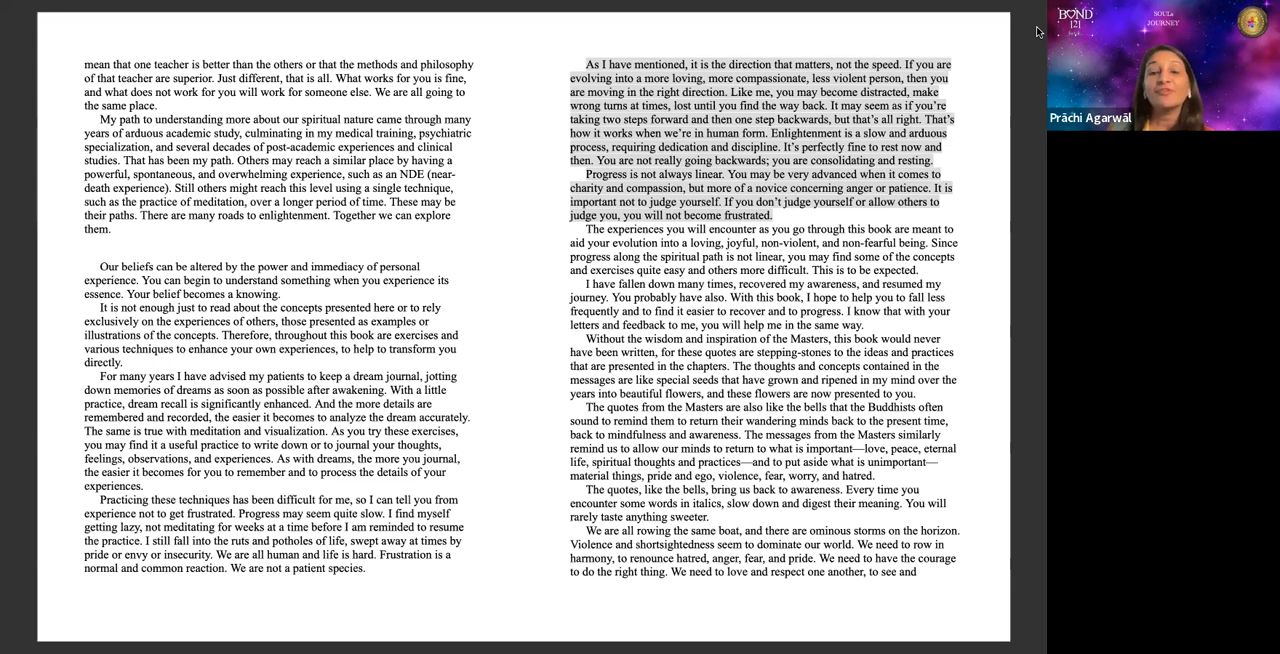 mean that one teacher is better than the others or that the methods and philosophy
of that teacher are superior. Just different, that is all. What works for you is fine,
and what does not work for you will work for someone else. We are all going to
the same place.
My path to understanding more about our spiritual nature came through many
years of arduous academic study, culminating in my medical training, psychiatric
specialization, and several decades of post-academic experiences and clinical
studies. That has been my path. Others may reach a similar place by having a
powerful, spontaneous, and overwhelming experience, such as an NDE (near-
death experience). Still others might reach this level using a single technique,
such as the practice of meditation, over a longer period of time. These may be
their paths. There are many roads to enlightenment. Together we can explore
them.
Our beliefs can be altered by the power and immediacy of personal
experience. You can begin to understand something when you experience its
essence. Your belief becomes a knowing.
It is not enough just to read about the concepts presented here or to rely
exclusively on the experiences of others, those presented as examples or
illustrations of the concepts. Therefore, throughout this book are exercises and
various techniques to enhance your own experiences, to help to transform you
directly.
For many years I have advised my patients to keep a dream journal, jotting
down memories of dreams as soon as possible after awakening. With a little
practice, dream recall is significantly enhanced. And the more details are
remembered and recorded, the easier it becomes to analyze the dream accurately.
The same is true with meditation and visualization. As you try these exercises,
you may find it a useful practice to write down or to journal your thoughts,
feelings, observations, and experiences. As with dreams, the more you journal,
the easier it becomes for you to remember and to process the details of your
experiences.
Practicing these techniques has been difficult for me, so I can tell you from
experience not to get frustrated. Progress may seem quite slow. I find myself
getting lazy, not meditating for weeks at a time before I am reminded to resume
the practice. I still fall into the ruts and potholes of life, swept away at times by
pride or envy or insecurity. We are all human and life is hard. Frustration is a
normal and common reaction. We are not a patient species.
As I have mentioned, it is the direction that matters, not the speed. If you are
evolving into a more loving, more compassionate, less violent person, then you
are moving in the right direction. Like me, you may become distracted, make
wrong turns at times, lost until you find the way back. It may seem as if you're
taking two steps forward and then one step backwards, but that's all right. That's
how it works when we're in human form. Enlightenment is a slow and arduous
process, requiring dedication and discipline. It's perfectly fine to rest now and
then. You are not really going backwards; you are consolidating and resting.
Progress is not always linear. You may be very advanced when it comes to
charity and compassion, but more of a novice concerning anger or patience. It is
important not to judge yourself. If you don't judge yourself or allow others to
judge you, you will not become frustrated.
The experiences you will encounter as you go through this book are meant to
aid your evolution into a loving, joyful, non-violent, and non-fearful being. Since
progress along the spiritual path is not linear, you may find some of the concepts
and exercises quite easy and others more difficult. This is to be expected.
I have fallen down many times, recovered my awareness, and resumed my
journey. You probably have also. With this book, I hope to help you to fall less
frequently and to find it easier to recover and to progress. I know that with your
letters and feedback to me, you will help me in the same way.
Without the wisdom and inspiration of the Masters, this book would never
have been written, for these quotes are stepping-stones to the ideas and practices
that are presented in the chapters. The thoughts and concepts contained in the
messages are like special seeds that have grown and ripened in my mind over the
years into beautiful flowers, and these flowers are now presented to you.
The quotes from the Masters are also like the bells that the Buddhists often
sound to remind them to return their wandering minds back to the present time,
back to mindfulness and awareness. The messages from the Masters similarly
remind us to allow our minds to return to what is important—love, peace, eternal
life, spiritual thoughts and practices—and to put aside what is unimportant—
material things, pride and ego, violence, fear, worry, and hatred.
The quotes, like the bells, bring us back to awareness. Every time you
encounter some words in italics, slow down and digest their meaning. You will
rarely taste anything sweeter.
We are all rowing the same boat, and there are ominous storms on the horizon.
Violence and shortsightedness seem to dominate our world. We need to row in
harmony, to renounce hatred, anger, fear, and pride. We need to have the courage
to do the right thing. We need to love and respect one another, to see and
BOND
121
SOULs
JOURNEY
Prāchi Agarwāl